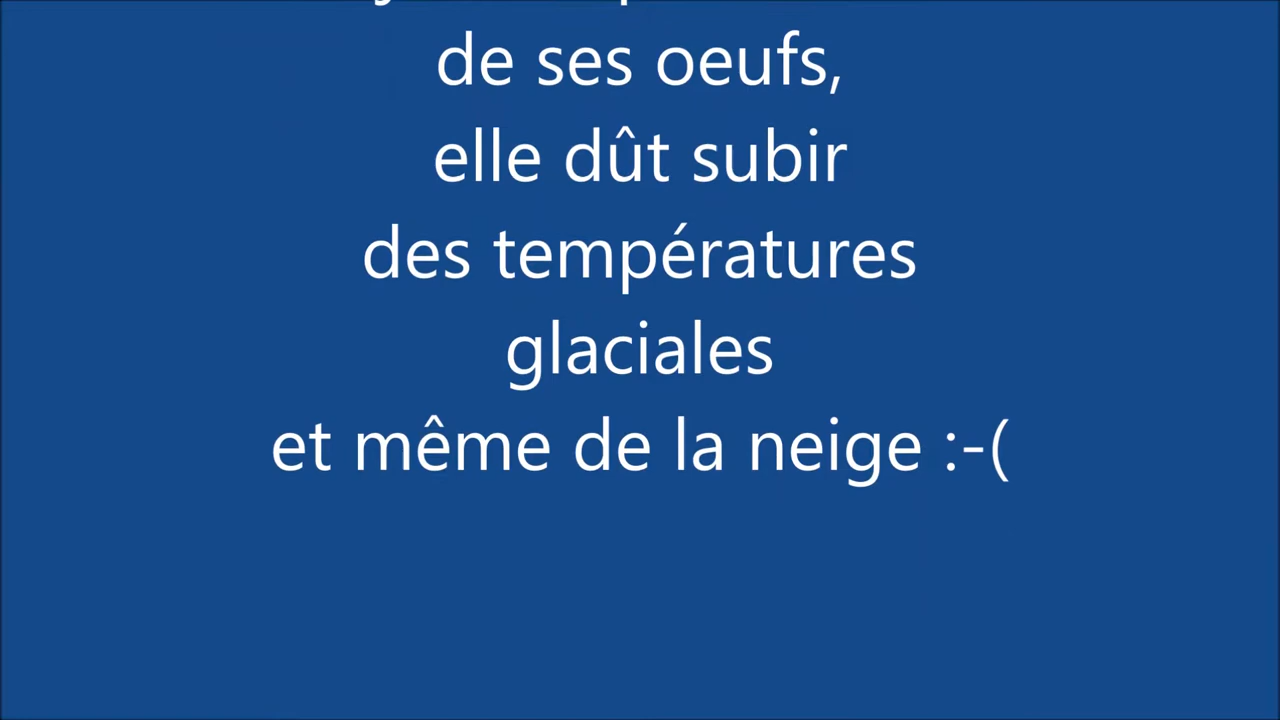 de ses oeufs,
elle dût subir
des températures
glaciales
et même de la neige :-(